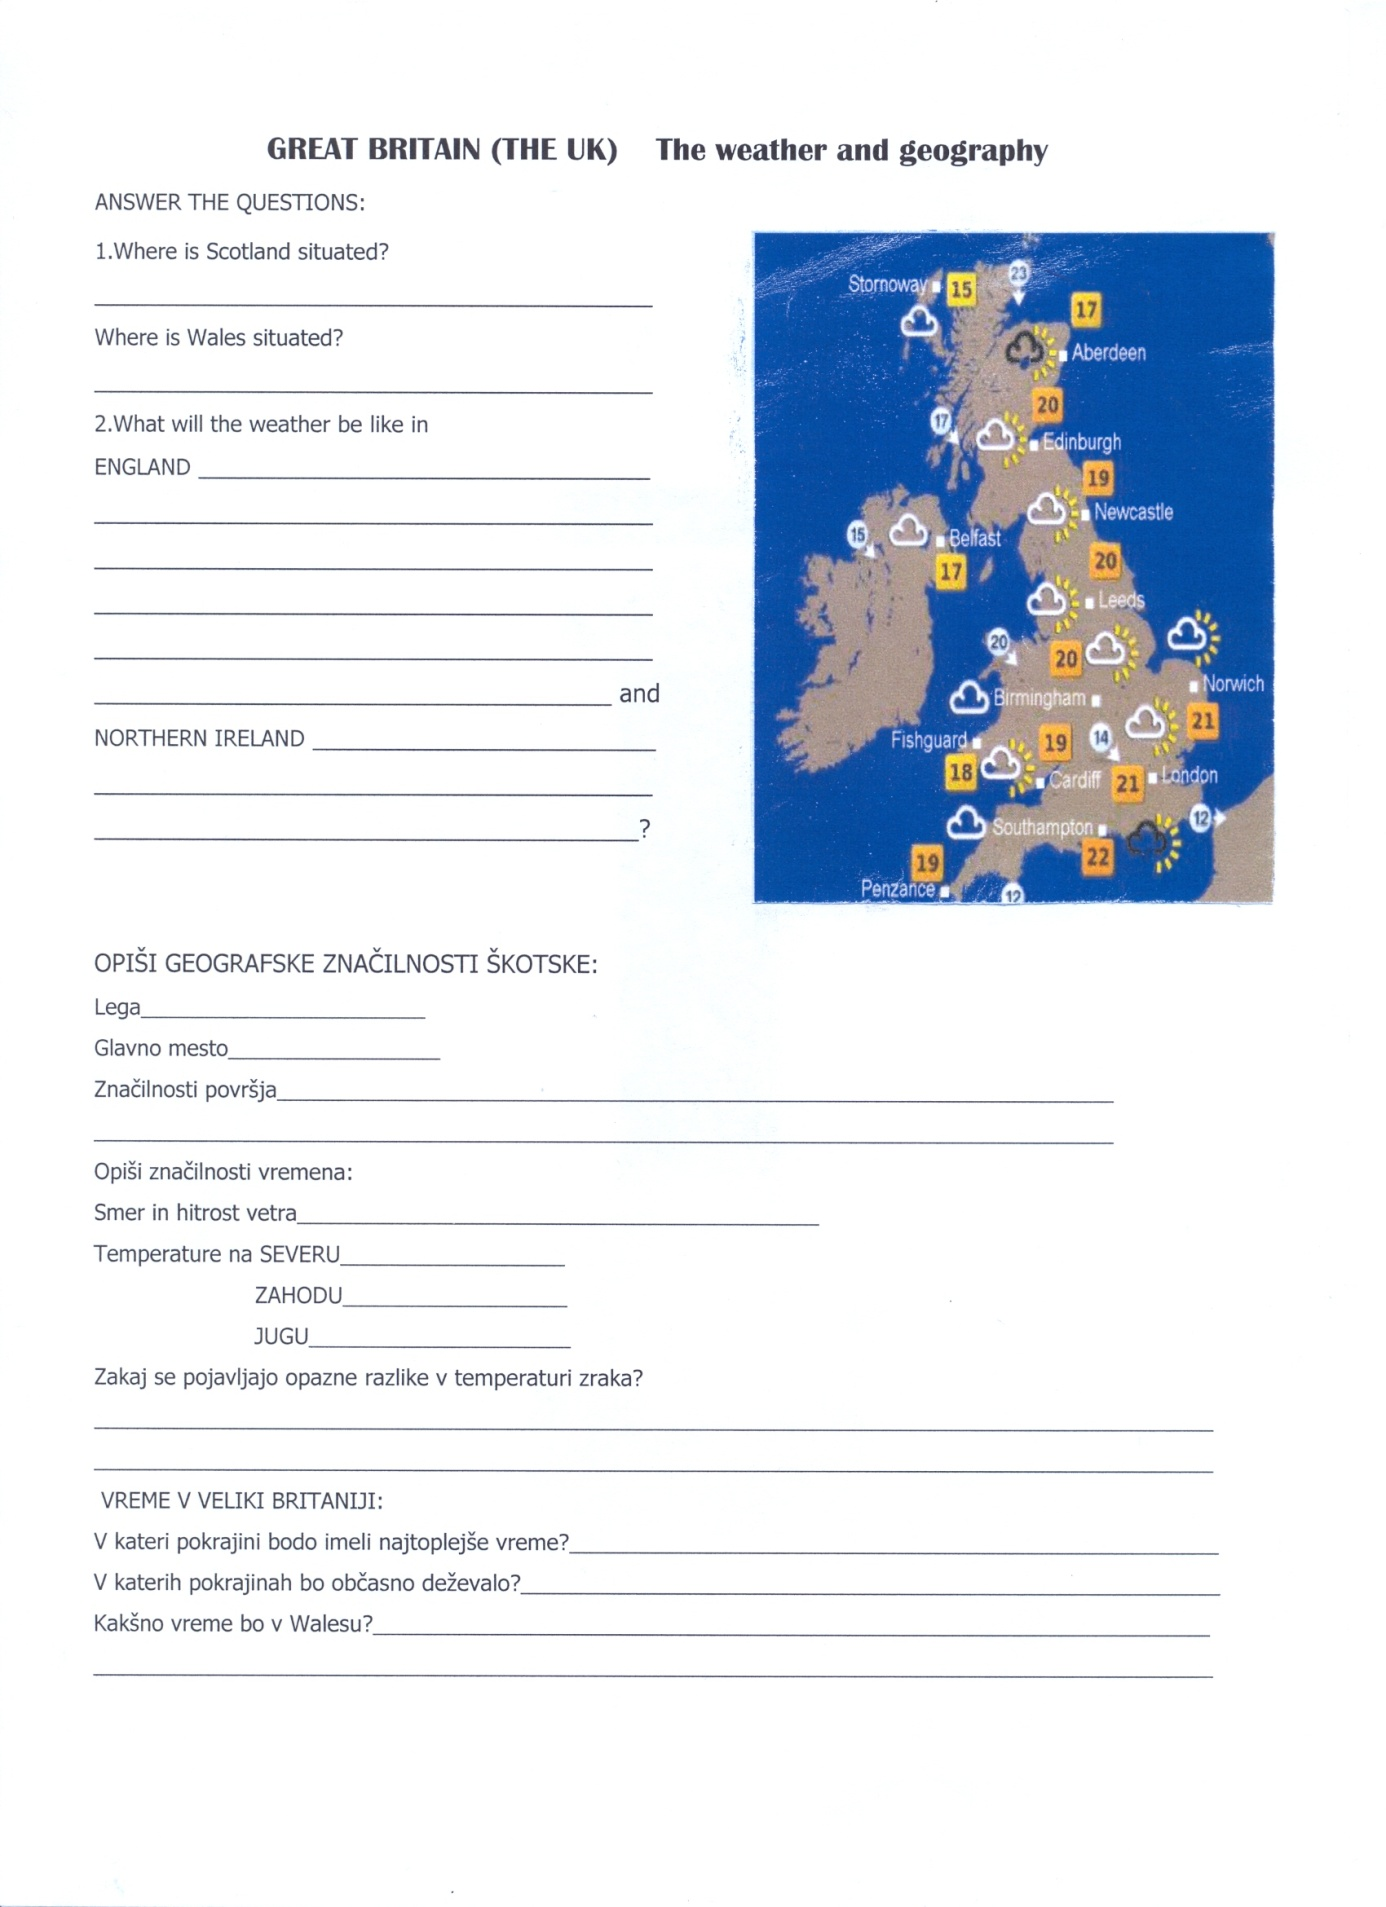 GREAT BRITAIN (THE UK) The weather and geography
ANSWER THE QUESTIONS:
1.Where is Scotland situated?
Where is Wales situated?
2.What will the weather be like in
ENGLAND
and
NORTHERN IRELAND
?
Stornoway 15
23
17
Aberdeen
20
17
Edinburgh
19
Newcastle
15
Belfast
17
20
Leeds
20
20
Birmingham
Norwich
21
Fishguard
19
14
18
Cardiff
21
London
Southampton
12
22
19
Penzance
12
OPIŠI GEOGRAFSKE ZNAČILNOSTI ŠKOTSKE:
Lega
Glavno mesto
Značilnosti površja
Opiši značilnosti vremena:
Smer in hitrost vetra
Temperature na SEVERU
ZAHODU
JUGU
Zakaj se pojavljajo opazne razlike v temperaturi zraka?
VREME V VELIKI BRITANIJI:
V kateri pokrajini bodo imeli najtoplejše vreme?
V katerih pokrajinah bo občasno deževalo?
Kakšno vreme bo v Walesu?